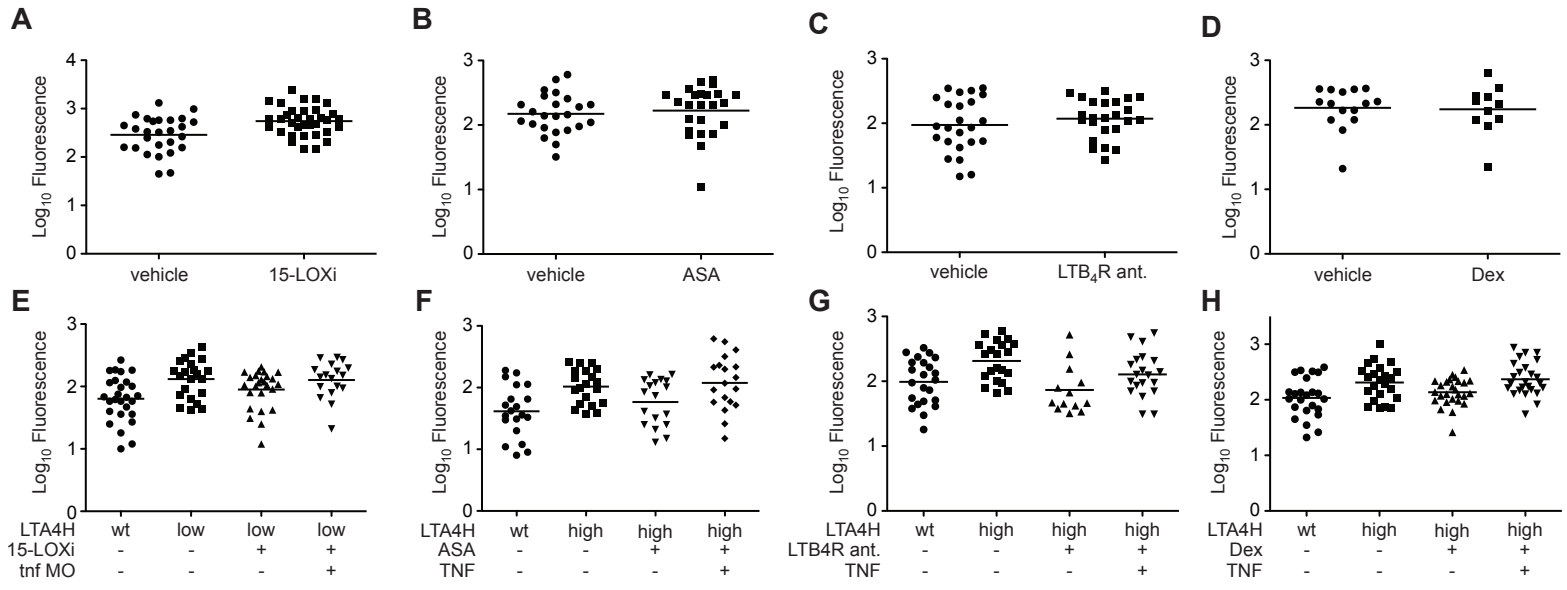 A
Log10 Fluorescence
4
3
2
1
0
vehicle 15-LOXi
B
Log10 Fluorescence
3
2
1
0
vehicle ASA
C
Log10 Fluorescence
3
2
1
0
vehicle LTB4R ant.
D
Log10 Fluorescence
3
2
1
0
vehicle Dex
E
Log10 Fluorescence
3
2
1
0
LTA4H wt low low low
15-LOXi - - + +
tnf MO - - - +
F
Log10 Fluorescence
3
2
1
0
LTA4H wt high high high
ASA - - + +
TNF - - - +
G
Log10 Fluorescence
3
2
1
0
LTA4H wt high high high
LTB4R ant. - - + +
TNF - - - +
H
Log10 Fluorescence
3
2
1
0
LTA4H wt high high high
Dex - - + +
TNF - - - +